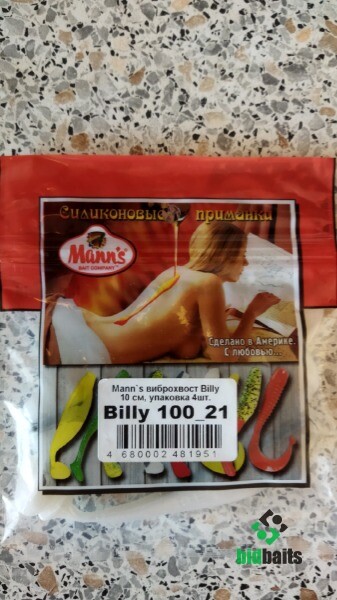 Силиконовые приманки
Mann's
BAIT COMPANY
Сделано в Америке.
С любовью...
Mann`s виброхвост Billy
10 см, упаковка 4шт.
Billy 100_21
4 680002 481951
bidbaits